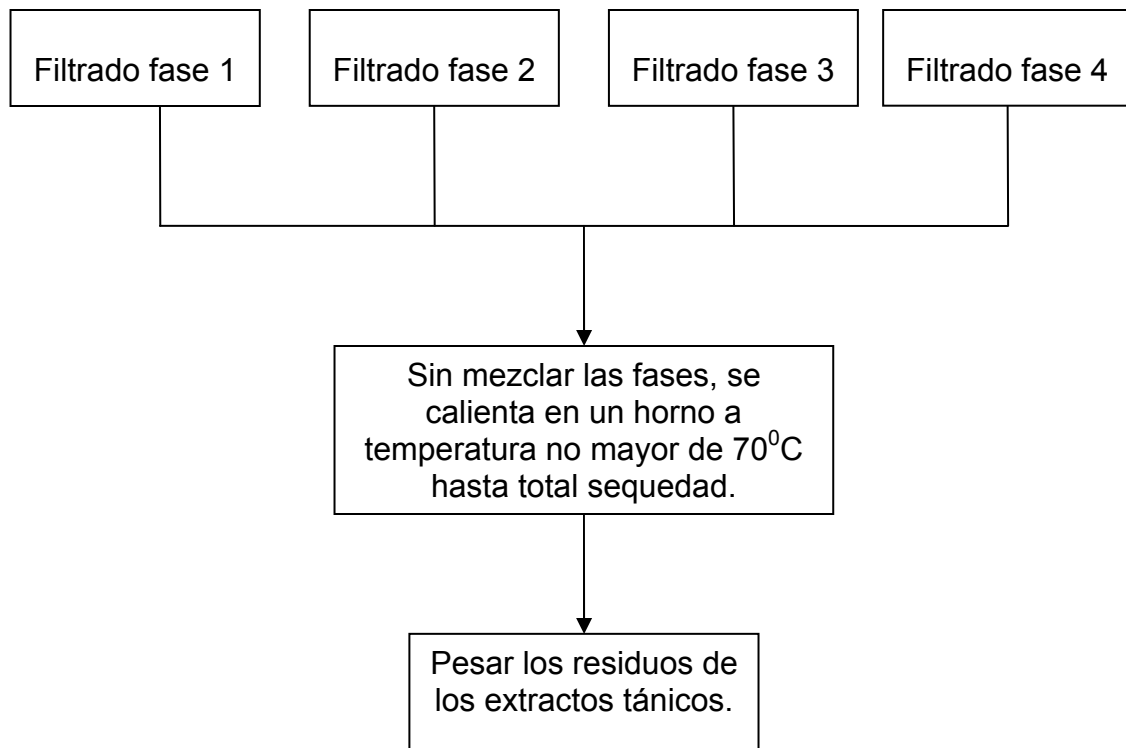 Filtrado fase 1
Filtrado fase 2
Filtrado fase 3
Filtrado fase 4
Sin mezclar las fases, se
calienta en un horno a
temperatura no mayor de 70⁰C
hasta total sequedad.
Pesar los residuos de
los extractos tánicos.